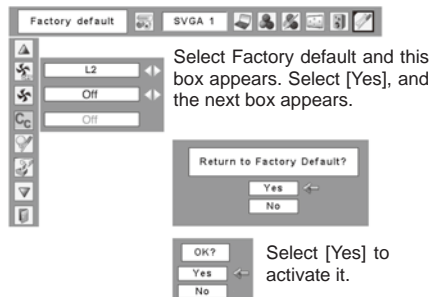 Factory default
SVGA 1
Select Factory default and this
box appears. Select [Yes], and
the next box appears.
L2
Off
Cc
Off
Return to Factory Default?
Yes
No
OK?
Yes
No
Select [Yes] to
activate it.